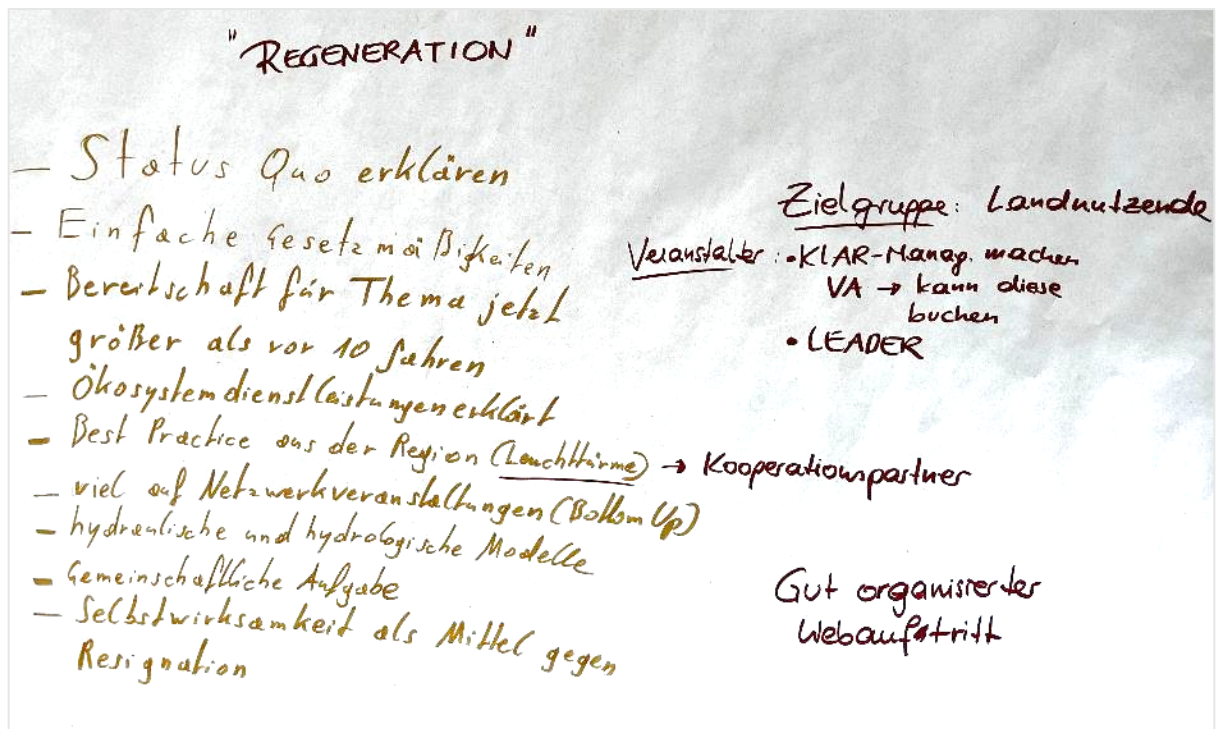 "REGENERATION"
- Status Quo erklären
- Einfache Gesetzmäßigkeiten
- Bereitschaft für Thema jetzt
größer als vor 10 Jahren
- Ökosystemdienstleistungen erklärt
- Best Practice aus der Region (Leuchttürme) → Kooperationspartner
- viel auf Netzwerkveranstaltungen (Bottom Up)
- hydraulische und hydrologische Modelle
- Gemeinschaftliche Aufgabe
- Selbstwirksamkeit als Mittel gegen
Resignation
Zielgruppe: Landnutzende
Veranstalter: • KLAR-Manag. machen
VA → kann diese
buchen
• LEADER
Gut organisierter
Webauftritt